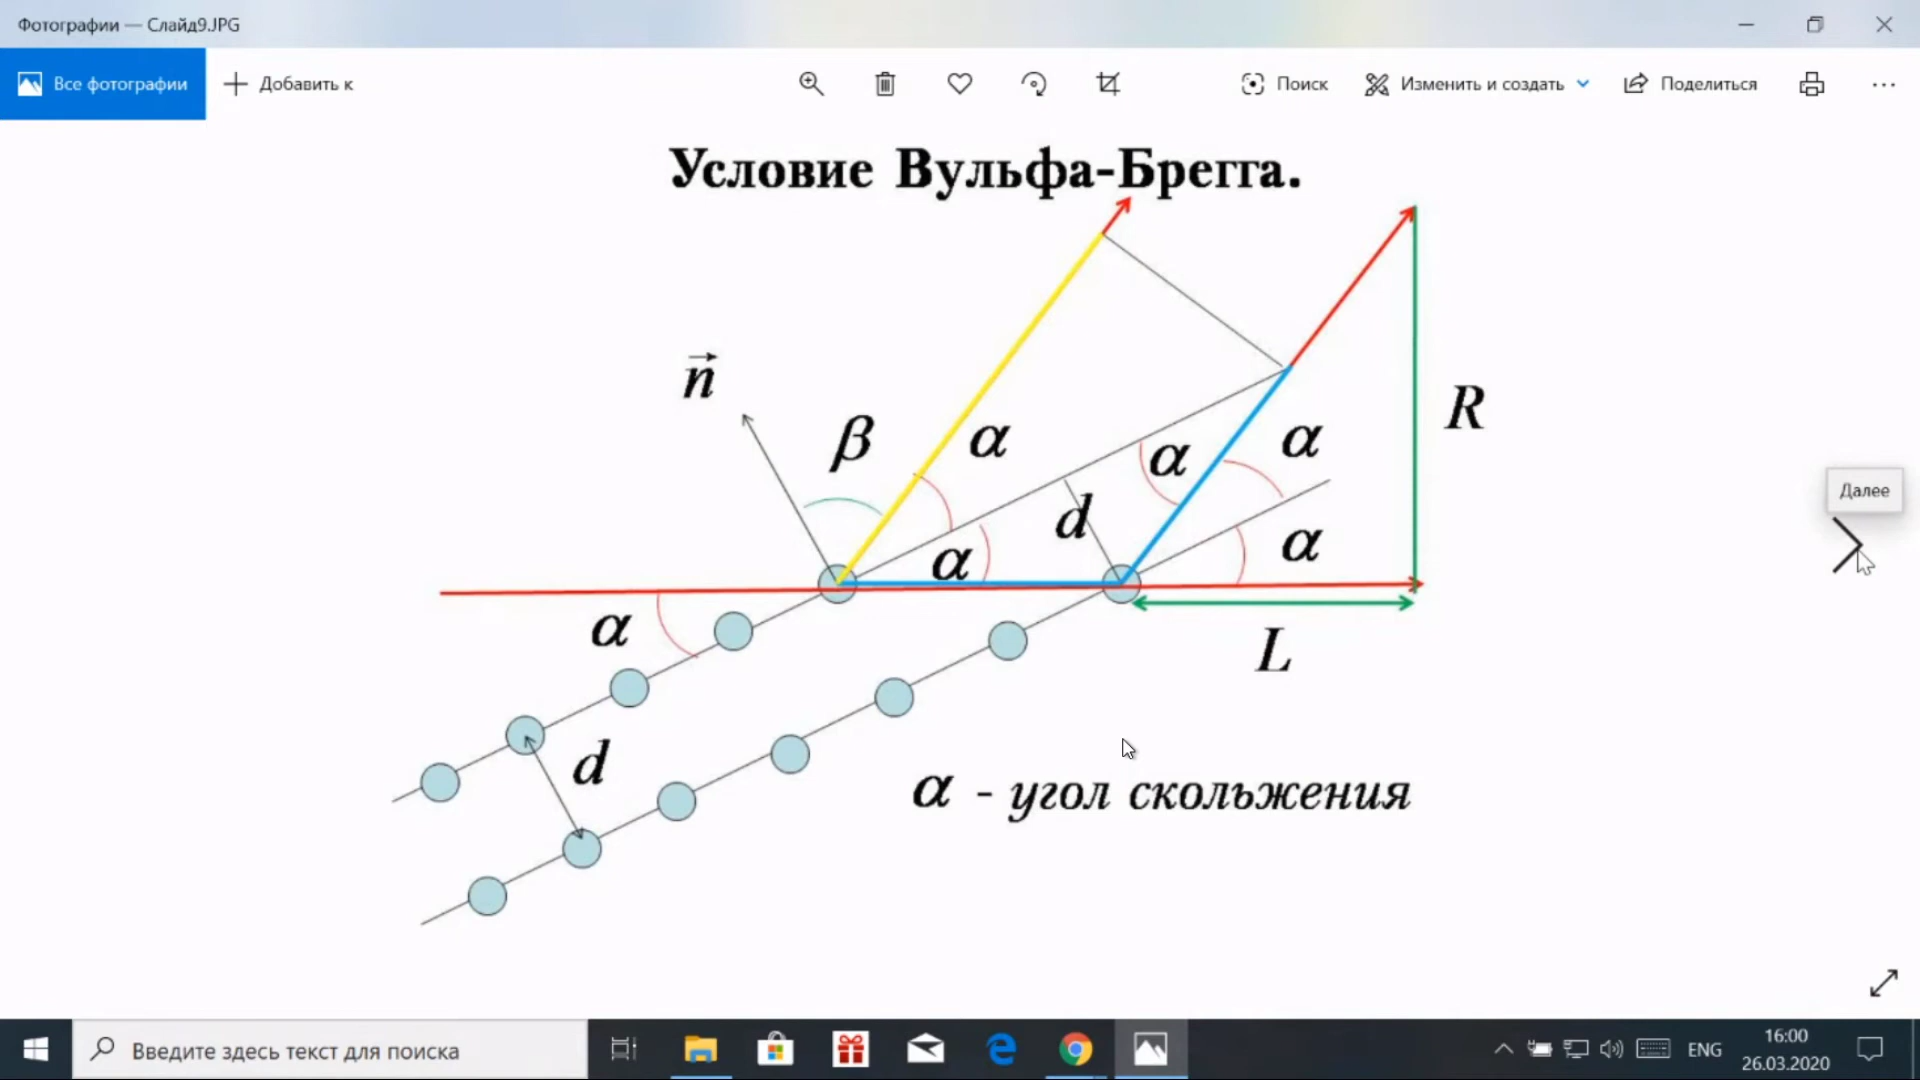 Фотографии — Слайд9.JPG
Все фотографии
Добавить к
Поиск
Изменить и создать
Поделиться
Условие Вульфа-Брегга.
n
β
α
α
α
R
Далее
d
α
α
α
L
d
α - угол скольжения
Введите здесь текст для поиска
ENG
16:00
26.03.2020